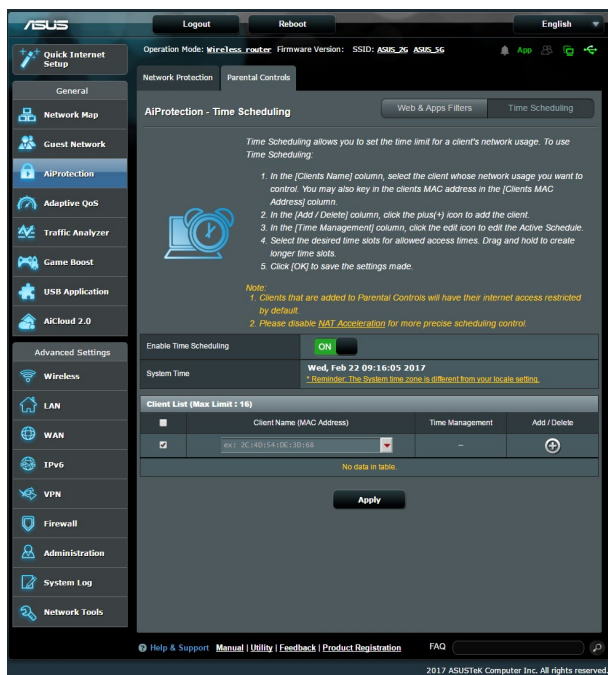 ASUS
Logout
Reboot
English
Quick Internet
Setup
General
Network Map
Guest Network
AiProtection
Adaptive QoS
Traffic Analyzer
Game Boost
USB Application
AiCloud 2.0
Advanced Settings
Wireless
LAN
WAN
IPv6
VPN
Firewall
Administration
System Log
Network Tools
Operation Mode: Wireless router Firmware Version: SSID: ASUS_2G ASUS_5G
App
Network Protection
Parental Controls
AiProtection - Time Scheduling
Web & Apps Filters
Time Scheduling
Time Scheduling allows you to set the time limit for a client's network usage. To use
Time Scheduling:
1. In the [Clients Name] column, select the client whose network usage you want to
control. You may also key in the clients MAC address in the [Clients MAC
Address] column.
2. In the [Add / Delete] column, click the plus(+) icon to add the client.
3. In the [Time Management] column, click the edit icon to edit the Active Schedule.
4. Select the desired time slots for allowed access times. Drag and hold to create
longer time slots.
5. Click [OK] to save the settings made.
Note:
1. Clients that are added to Parental Controls will have their internet access restricted
by default.
2. Please disable NAT Acceleration for more precise scheduling control.
Enable Time Scheduling
ON
System Time
Wed, Feb 22 09:16:05 2017
* Reminder: The System time zone is different from your locale setting.
Client List (Max Limit : 16)
Client Name (MAC Address)
Time Management
Add / Delete
ex: 2C:4D:54:DE:3D:68
–
No data in table.
Apply
Help & Support
Manual | Utility | Feedback | Product Registration
FAQ
2017 ASUSTeK Computer Inc. All rights reserved.